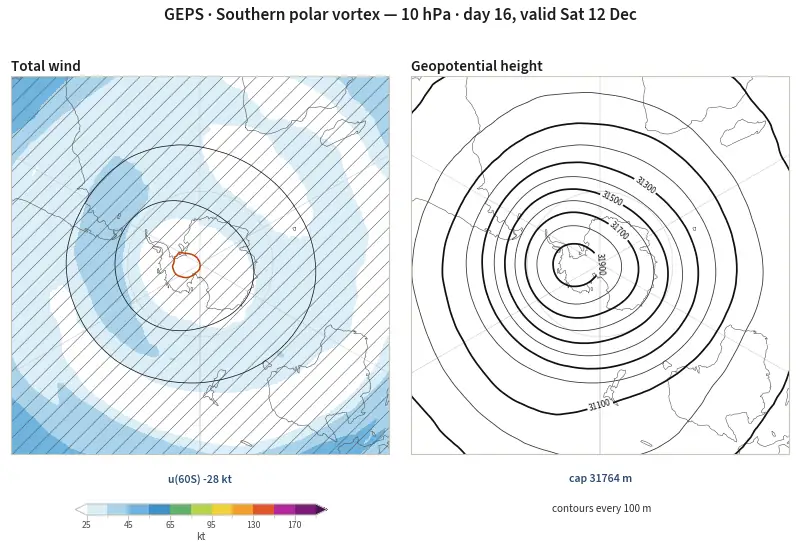 GEPS · Southern polar vortex — 10 hPa · day 16, valid Sat 12 Dec
Total wind
Geopotential height
31300
31500
31700
31900
31100
u(60S) -28 kt
cap 31764 m
contours every 100 m
25 45 65 95 130 170
kt